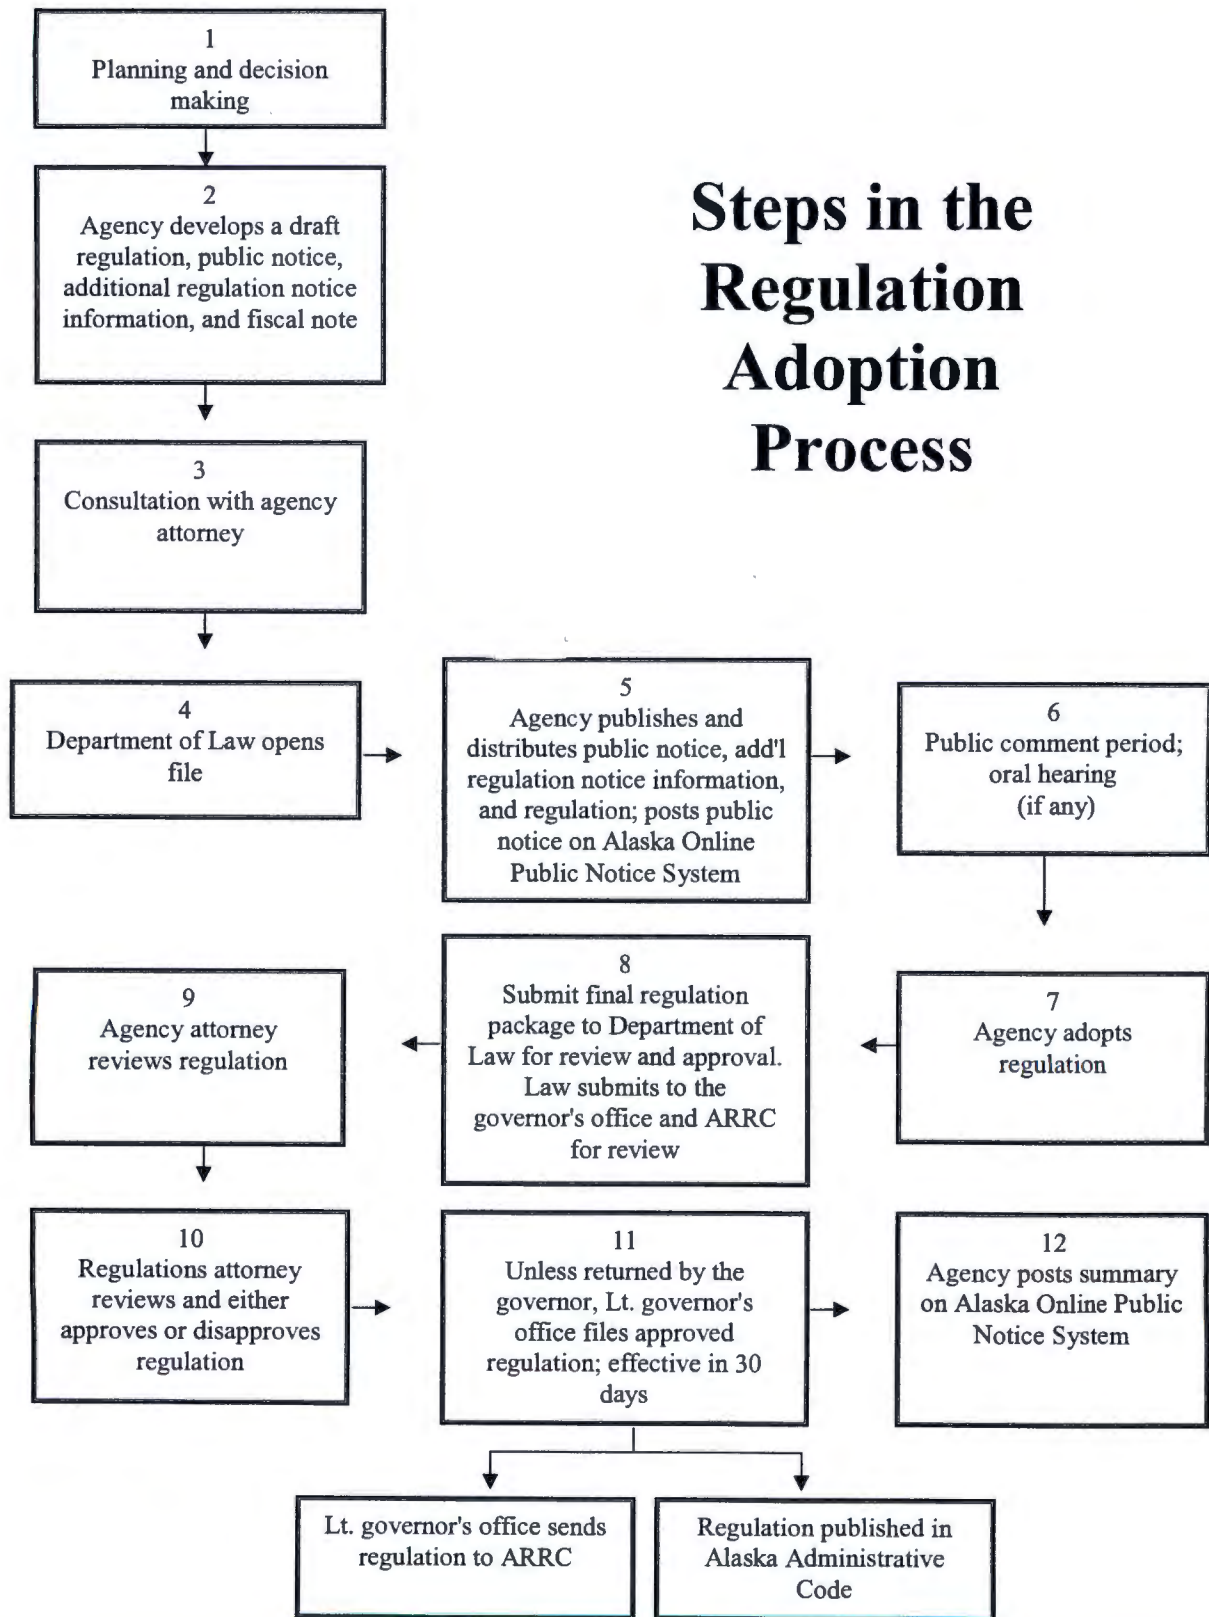 1
Planning and decision
making
2
Agency develops a draft
regulation, public notice,
additional regulation notice
information, and fiscal note
Steps in the
Regulation
Adoption
Process
3
Consultation with agency
attorney
4
Department of Law opens
file
5
Agency publishes and
distributes public notice, add'l
regulation notice information,
and regulation; posts public
notice on Alaska Online
Public Notice System
6
Public comment period;
oral hearing
(if any)
7
Agency adopts
regulation
8
Submit final regulation
package to Department of
Law for review and approval.
Law submits to the
governor's office and ARRC
for review
9
Agency attorney
reviews regulation
10
Regulations attorney
reviews and either
approves or disapproves
regulation
11
Unless returned by the
governor, Lt. governor's
office files approved
regulation; effective in 30
days
12
Agency posts summary
on Alaska Online Public
Notice System
Lt. governor's office sends
regulation to ARRC
Regulation published in
Alaska Administrative
Code